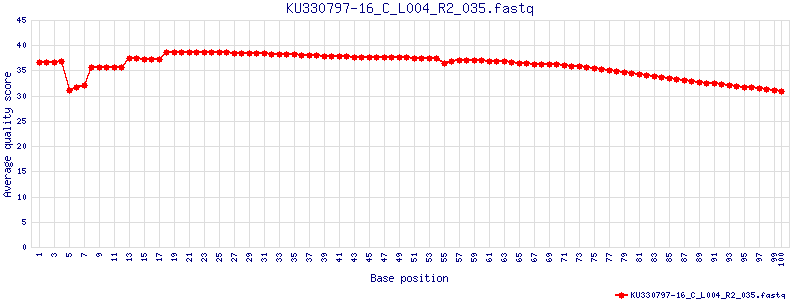 KU330797-16_C_L004_R2_035.fastq
Average quality score
45
40
35
30
25
20
15
10
5
0
1 3 5 7 9 11 13 15 17 19 21 23 25 27 29 31 33 35 37 39 41 43 45 47 49 51 53 55 57 59 61 63 65 67 69 71 73 75 77 79 81 83 85 87 89 91 93 95 97 99 100
Base position
KU330797-16_C_L004_R2_035.fastq